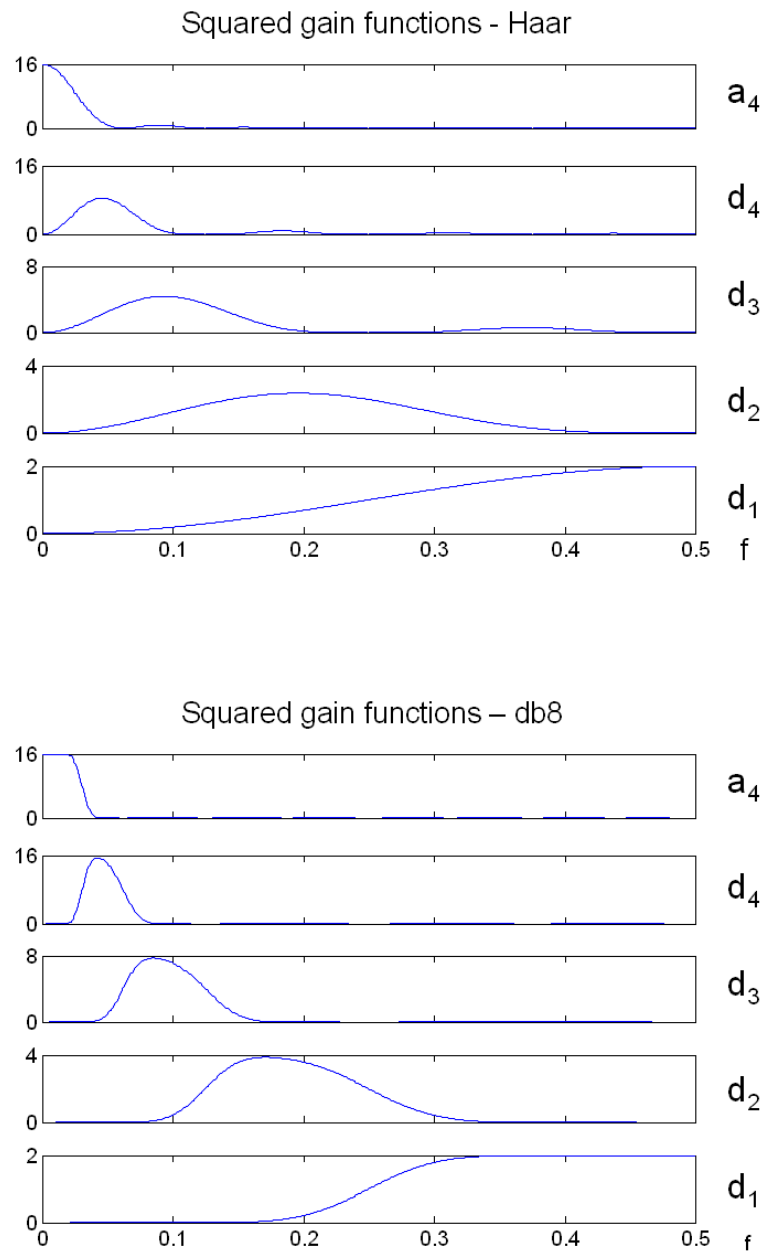 Squared gain functions - Haar
16
0
a4
16
0
d4
8
0
d3
4
0
d2
2
0
d1
0 0.1 0.2 0.3 0.4 0.5 f
Squared gain functions – db8
16
0
a4
16
0
d4
8
0
d3
4
0
d2
2
0
d1
0 0.1 0.2 0.3 0.4 0.5 f